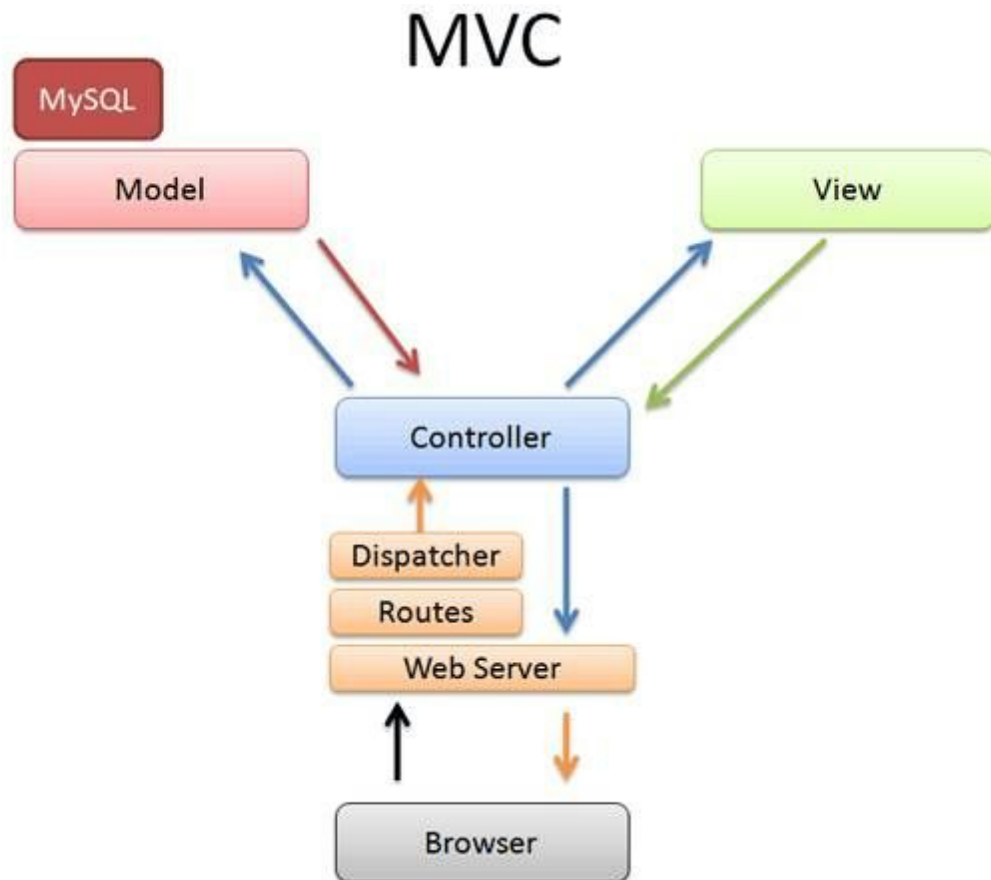 MVC
MySQL
Model
View
Controller
Dispatcher
Routes
Web Server
Browser